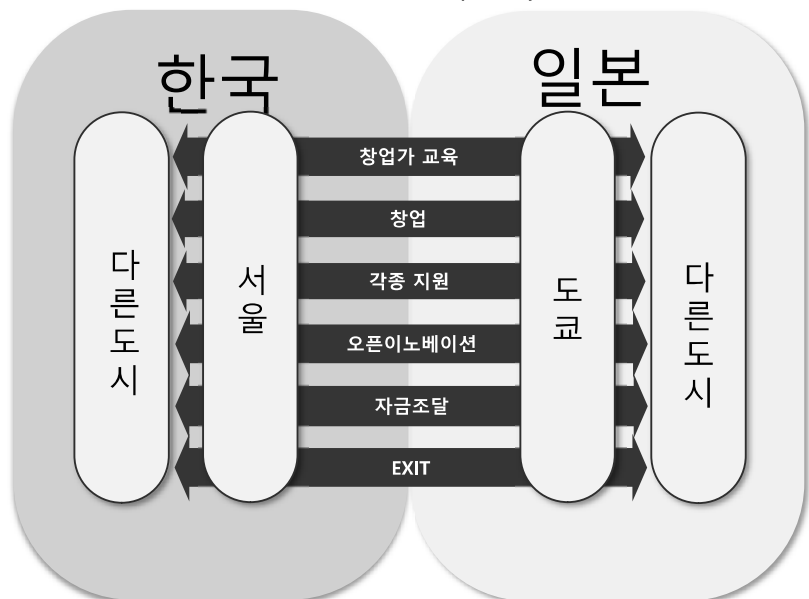 한국
일본
다른도시
서울
창업가 교육
창업
각종 지원
오픈이노베이션
자금조달
EXIT
도쿄
다른도시